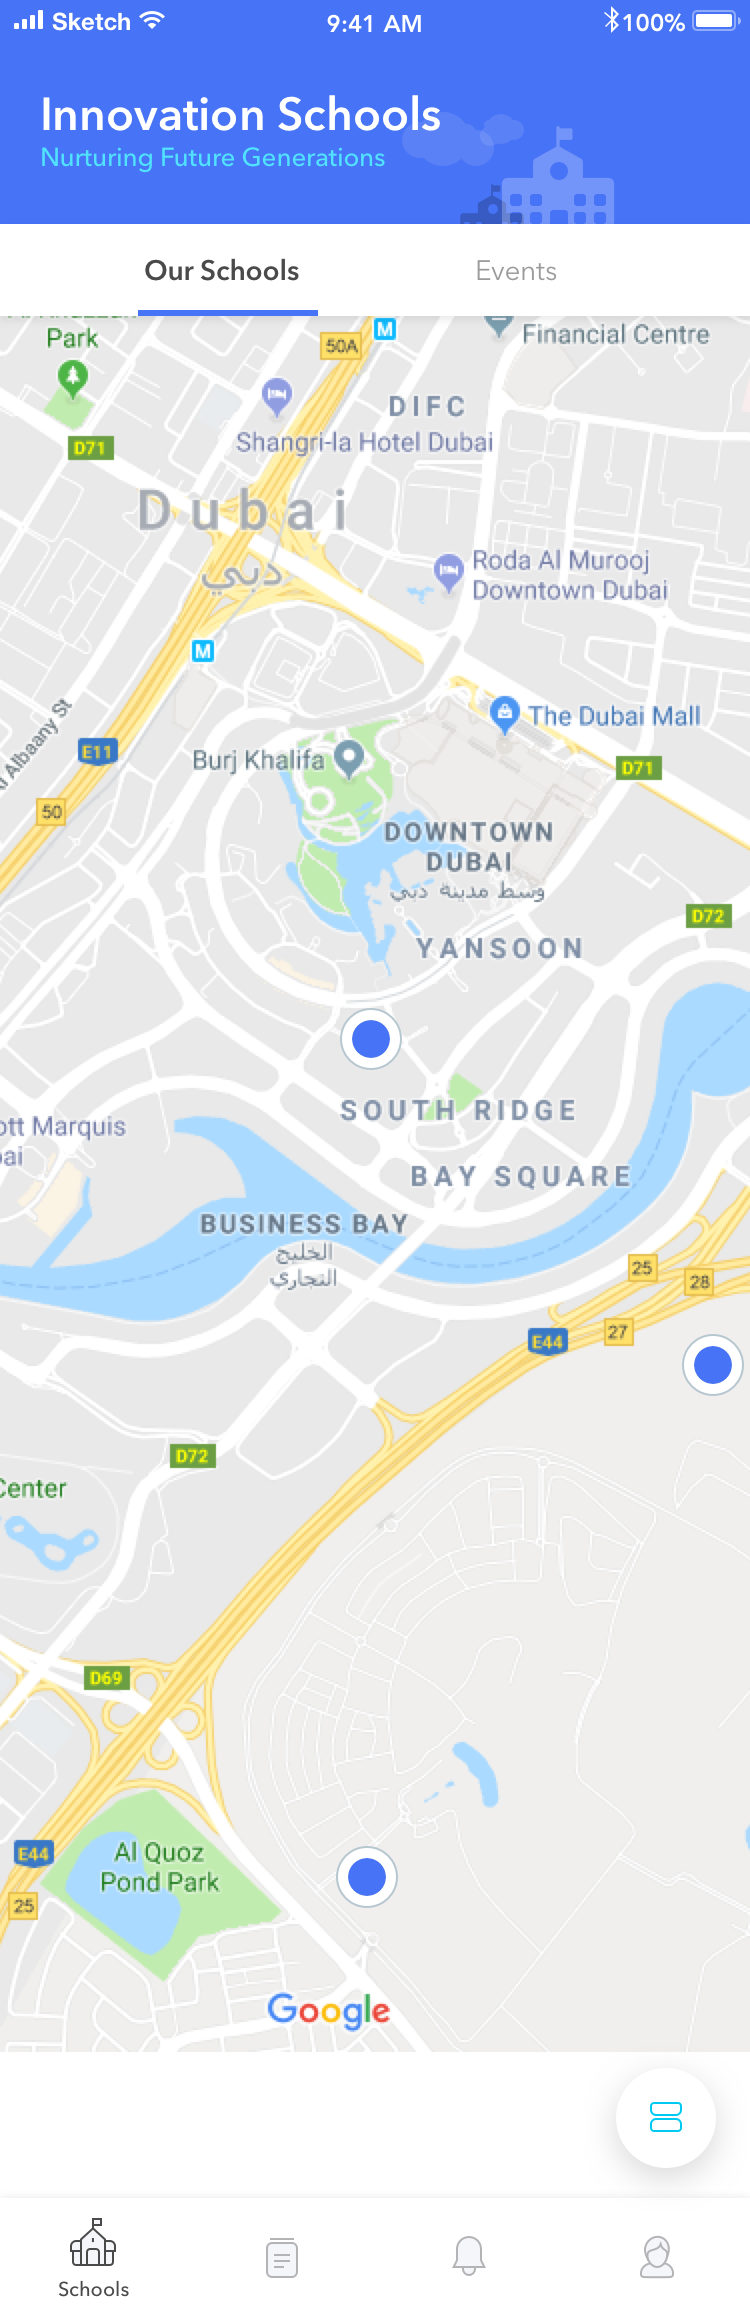 Sketch
9:41 AM
100%
Innovation Schools
Nurturing Future Generations
Our Schools
Events
Park
M
50A
Financial Centre
DIFC
Shangri-la Hotel Dubai
D71
Dubai
دبي
Roda Al Murooj
Downtown Dubai
M
The Dubai Mall
Albaany St
E11
Burj Khalifa
D71
50
DOWNTOWN
DUBAI
وسط مدينة دبي
D72
YANSOON
SOUTH RIDGE
Marquis
BAY SQUARE
BUSINESS BAY
الخليج
التجاري
25
28
27
E44
D72
Center
D69
E44
Al Quoz
Pond Park
25
Google
Schools